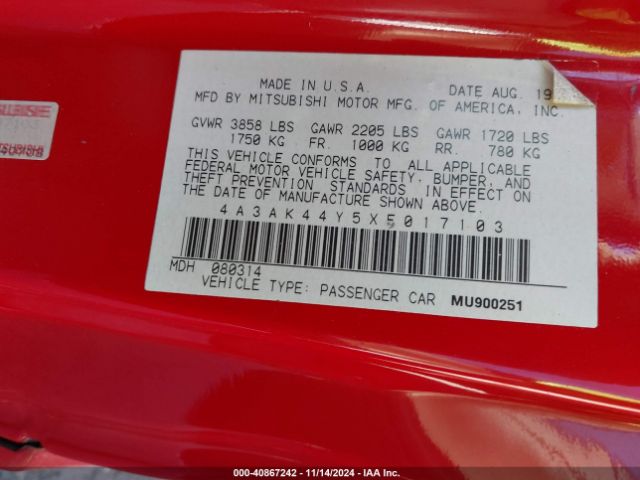 MADE IN U.S.A. DATE AUG. 19
MFD BY MITSUBISHI MOTOR MFG. OF AMERICA, INC.
GVWR 3858 LBS GAWR 2205 LBS GAWR 1720 LBS
1750 KG FR. 1000 KG RR. 780 KG
THIS VEHICLE CONFORMS TO ALL APPLICABLE
FEDERAL MOTOR VEHICLE SAFETY, BUMPER, AND
THEFT PREVENTION STANDARDS IN EFFECT ON
THE DATE OF MANUFACTURE SHOWN ABOVE.
4A3AK44Y5XE017103
MDH 080314
VEHICLE TYPE: PASSENGER CAR MU900251
MITSUBISHI
© 40867242 - 11/14/2024 - IAA Inc.